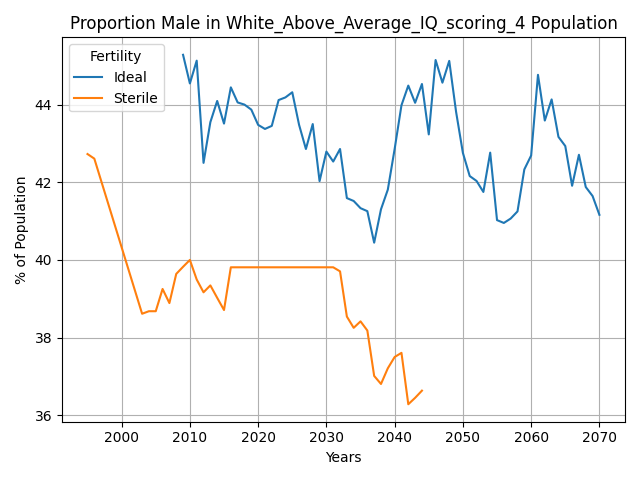 Proportion Male in White_Above_Average_IQ_scoring_4 Population
Fertility
Ideal
Sterile
% of Population
44
42
40
38
36
2000 2010 2020 2030 2040 2050 2060 2070
Years